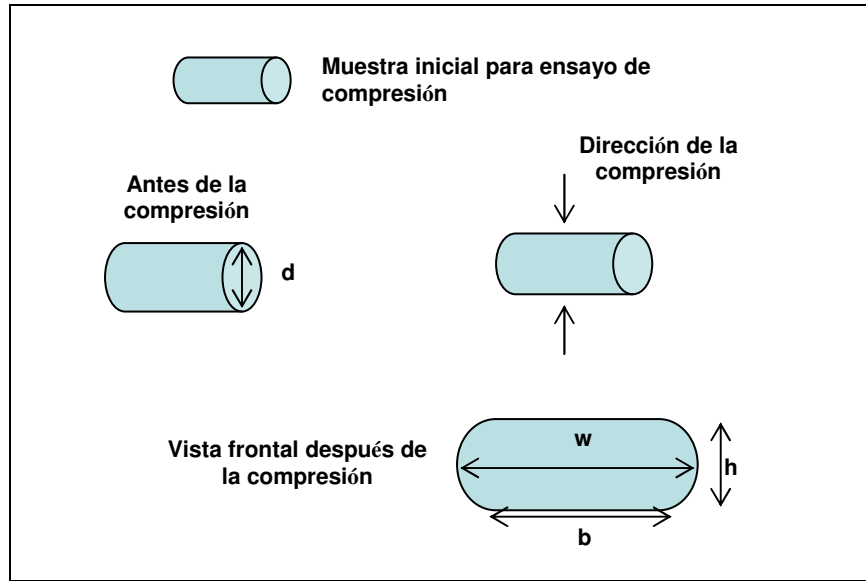 Muestra inicial para ensayo de
compresión
Dirección de la
compresión
Antes de la
compresión
d
Vista frontal después de
la compresión
w
h
b